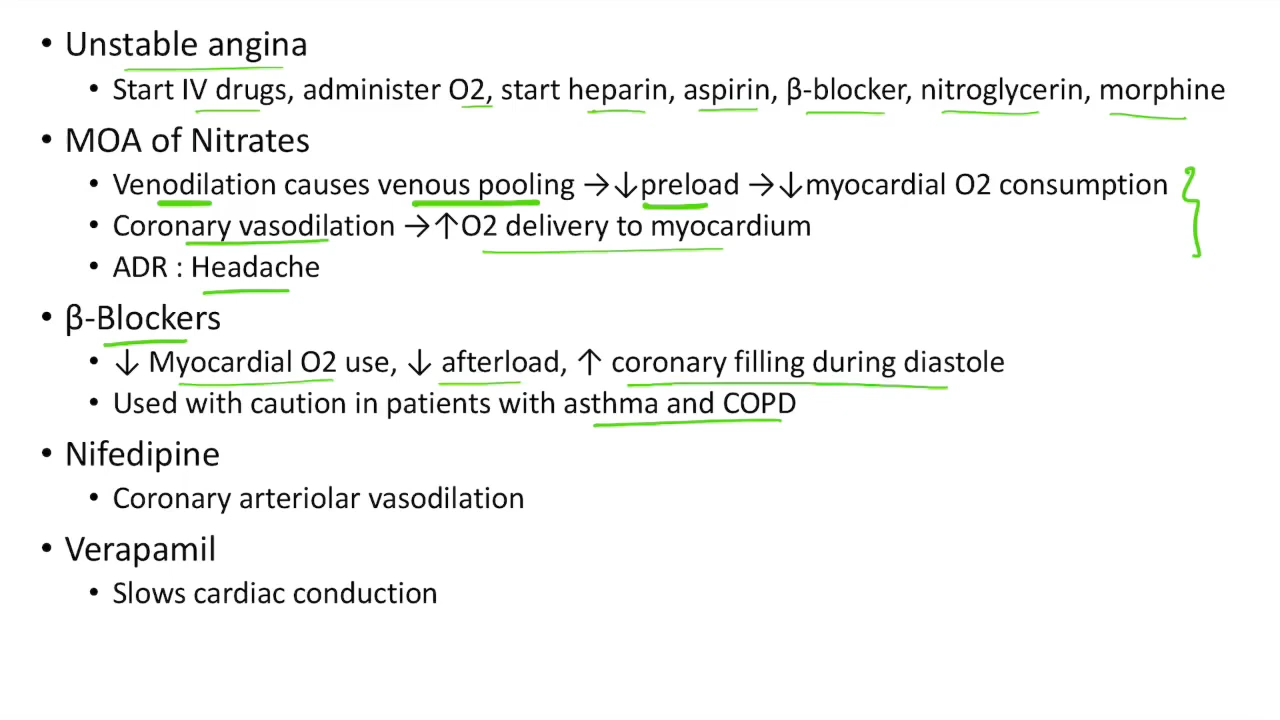 • Unstable angina
• Start IV drugs, administer O2, start heparin, aspirin, β-blocker, nitroglycerin, morphine
• MOA of Nitrates
• Venodilation causes venous pooling →↓preload →↓myocardial O2 consumption
• Coronary vasodilation →↑O2 delivery to myocardium
• ADR : Headache
• β-Blockers
• ↓ Myocardial O2 use, ↓ afterload, ↑ coronary filling during diastole
• Used with caution in patients with asthma and COPD
• Nifedipine
• Coronary arteriolar vasodilation
• Verapamil
• Slows cardiac conduction